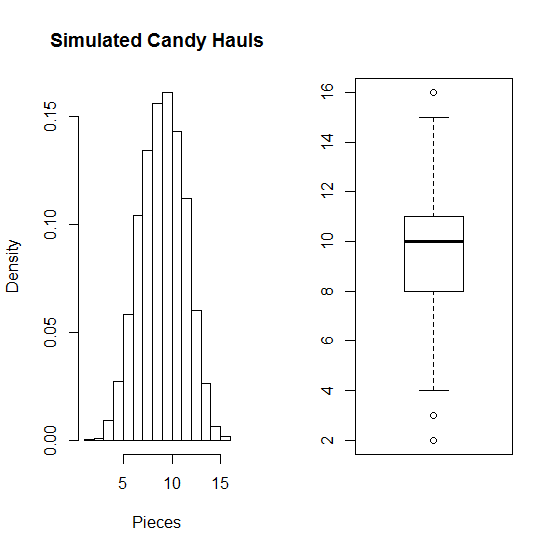 Simulated Candy Hauls
Density
0.00 0.05 0.10 0.15
5 10 15
Pieces
2 4 6 8 10 12 14 16